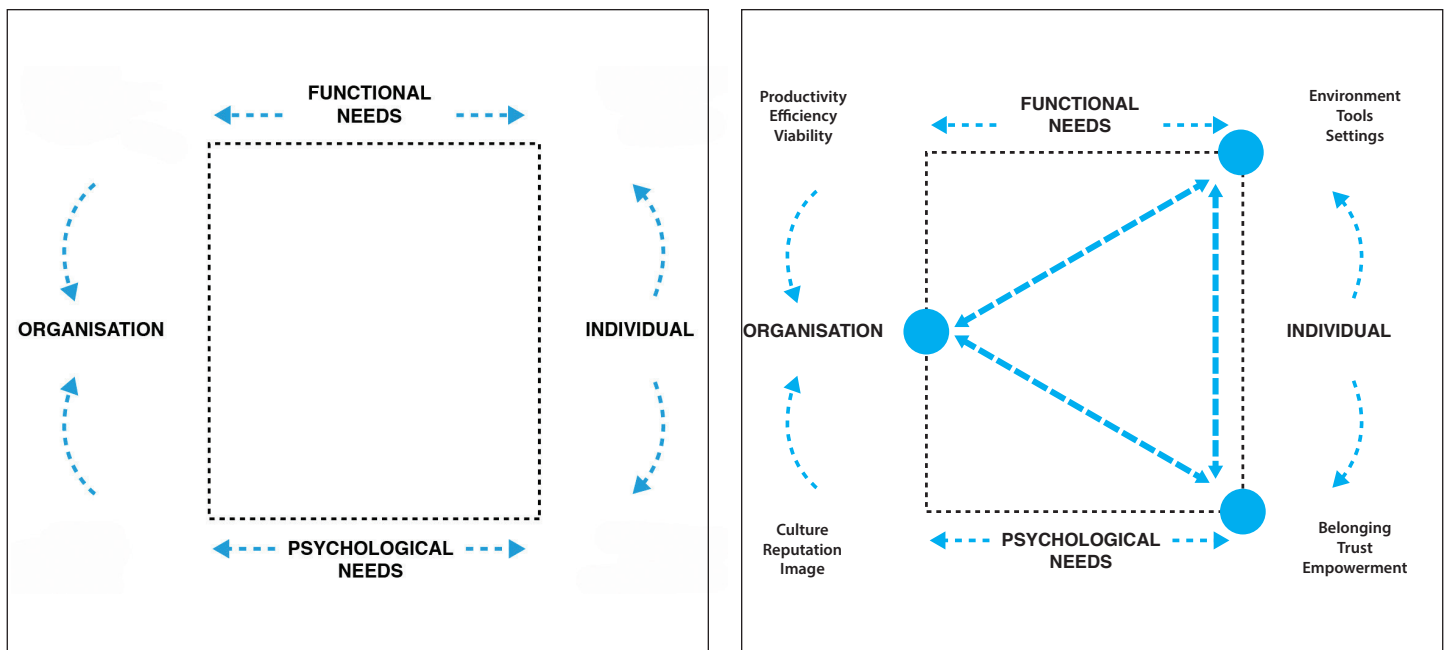 FUNCTIONAL
NEEDS
ORGANISATION
INDIVIDUAL
PSYCHOLOGICAL
NEEDS
Productivity
Efficiency
Viability
FUNCTIONAL
NEEDS
Environment
Tools
Settings
ORGANISATION
INDIVIDUAL
Culture
Reputation
Image
PSYCHOLOGICAL
NEEDS
Belonging
Trust
Empowerment